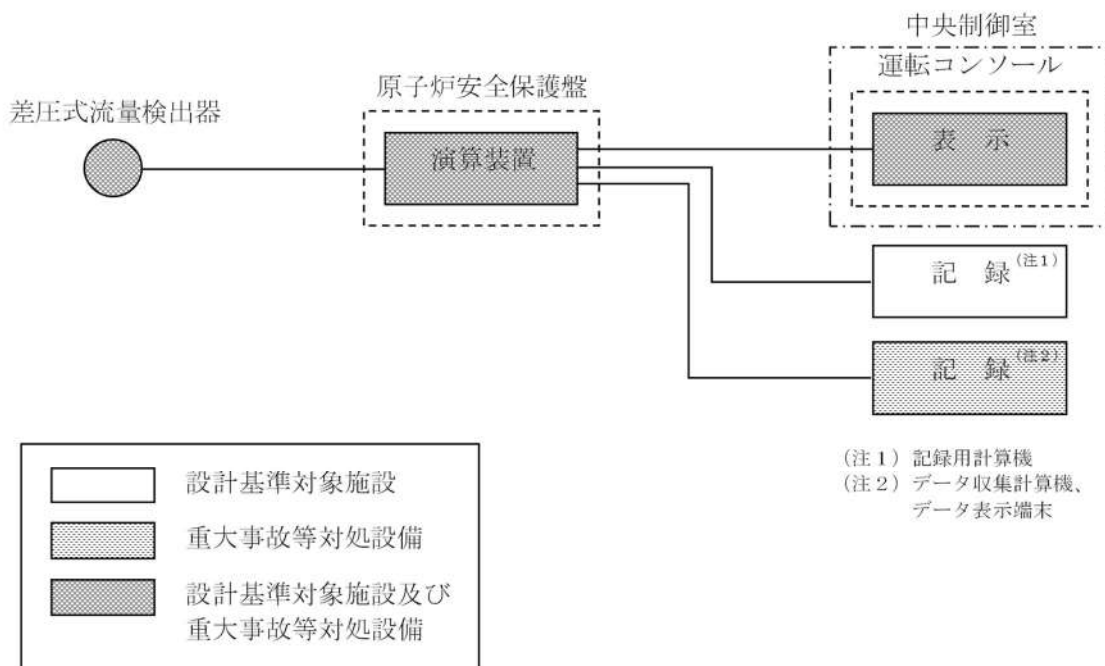 中央制御室
運転コンソール
原子炉安全保護盤
差圧式流量検出器
演算装置
表 示
記 録(注1)
記 録(注2)
(注1)記録用計算機
(注2)データ収集計算機、
データ表示端末
設計基準対象施設
重大事故等対処設備
設計基準対象施設及び
重大事故等対処設備